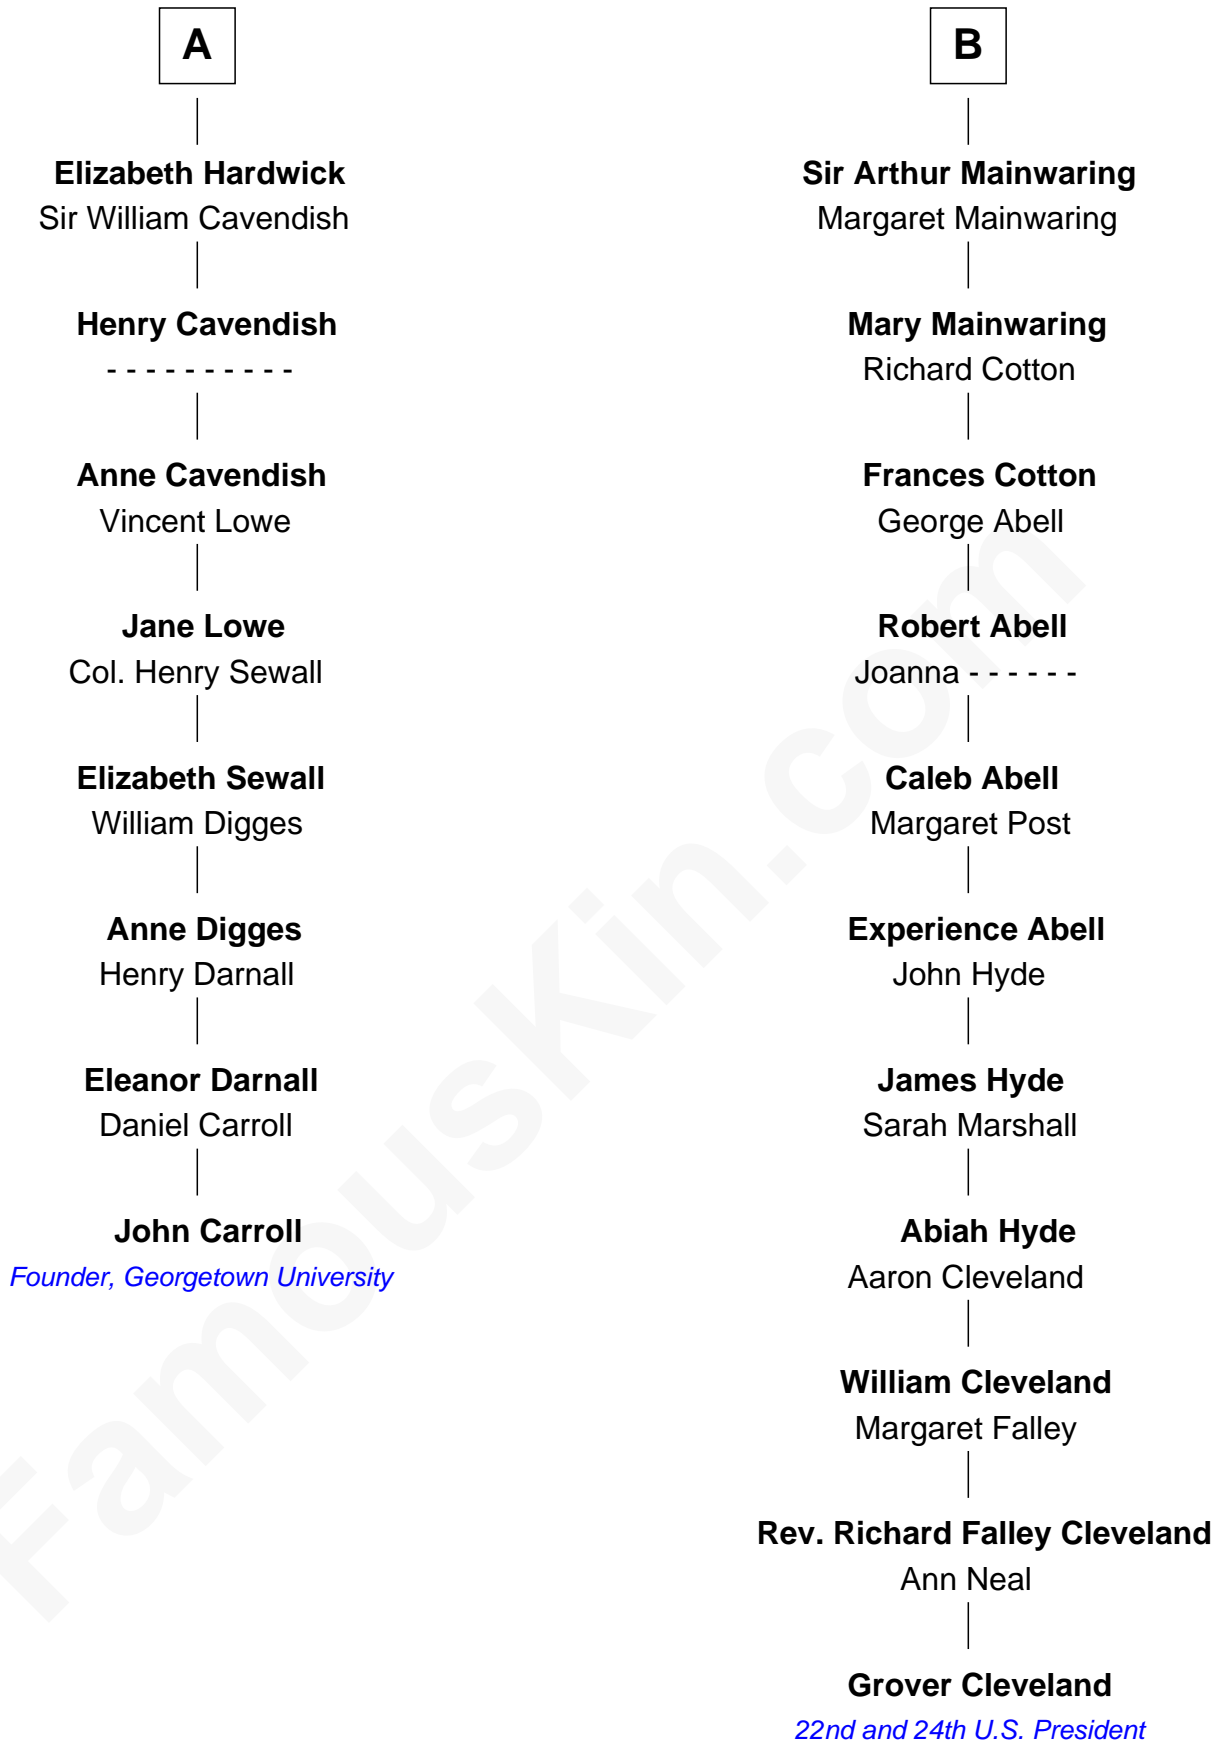 A
Elizabeth Hardwick
Sir William Cavendish
Henry Cavendish
- - - - - - - - - -
Anne Cavendish
Vincent Lowe
Jane Lowe
Col. Henry Sewall
Elizabeth Sewall
William Digges
Anne Digges
Henry Darnall
Eleanor Darnall
Daniel Carroll
John Carroll
Founder, Georgetown University
B
Sir Arthur Mainwaring
Margaret Mainwaring
Mary Mainwaring
Richard Cotton
Frances Cotton
George Abell
Robert Abell
Joanna - - - - - -
Caleb Abell
Margaret Post
Experience Abell
John Hyde
James Hyde
Sarah Marshall
Abiah Hyde
Aaron Cleveland
William Cleveland
Margaret Falley
Rev. Richard Falley Cleveland
Ann Neal
Grover Cleveland
22nd and 24th U.S. President
FamousKin.com